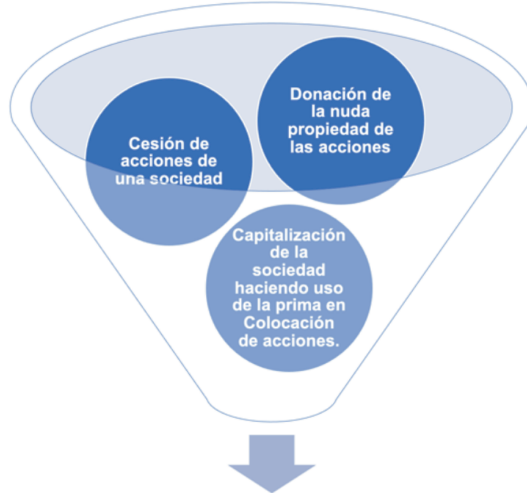 Donación de
la nuda
propiedad de
las acciones
Cesión de
acciones de
una sociedad
Capitalización
de la
sociedad
haciendo uso
de la prima en
Colocación
de acciones.